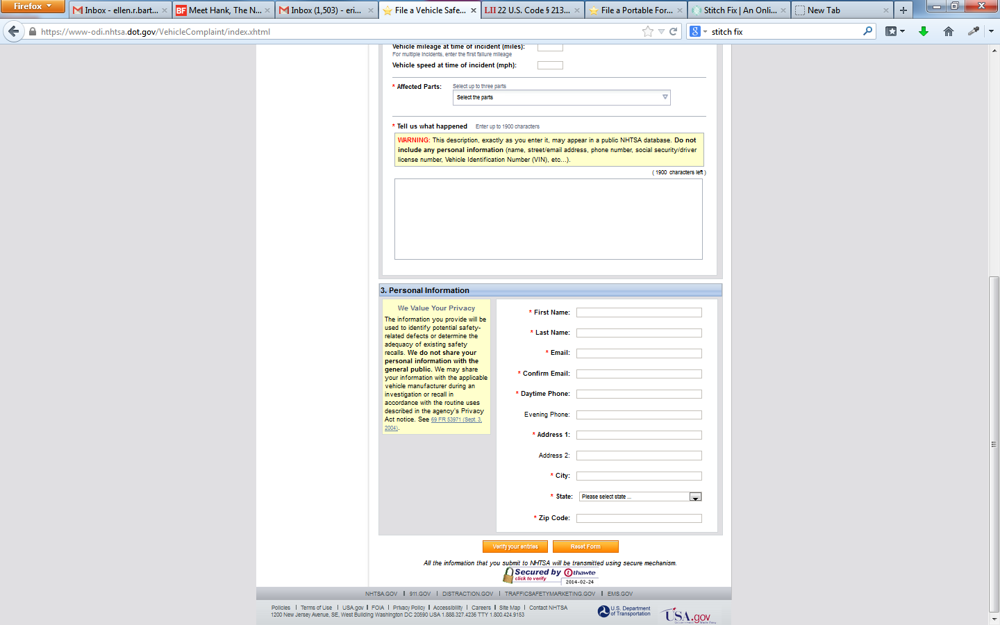 Firefox
Inbox - ellen.r.bart...
BF Meet Hank, The N...
Inbox (1,503) - eri...
File a Vehicle Safe...
LII 22 U.S. Code § 213...
File a Portable For...
Stitch Fix | An Onli...
New Tab
https://www-odi.nhtsa.dot.gov/VehicleComplaint/index.xhtml
stitch fix
Vehicle mileage at time of incident (miles):
For multiple incidents, enter the first failure mileage
Vehicle speed at time of incident (mph):
* Affected Parts: Select up to three parts
Select the parts
* Tell us what happened Enter up to 1900 characters
WARNING: This description, exactly as you enter it, may appear in a public NHTSA database. Do not
include any personal information (name, street/email address, phone number, social security/driver
license number, Vehicle Identification Number (VIN), etc...).
( 1900 characters left )
3. Personal Information
We Value Your Privacy
The information you provide will be
used to identify potential safety-
related defects or determine the
adequacy of existing safety
recalls. We do not share your
personal information with the
general public. We may share
your information with the applicable
vehicle manufacturer during an
investigation or recall in
accordance with the routine uses
described in the agency's Privacy
Act notice. See 69 FR 53971 (Sept. 3,
2004).
* First Name:
* Last Name:
* Email:
* Confirm Email:
* Daytime Phone:
Evening Phone:
* Address 1:
Address 2:
* City:
* State: Please select state ...
* Zip Code:
Verify your entries Reset Form
All the information that you submit to NHTSA will be transmitted using secure mechanism.
Secured by thawte
click to verify 2014-02-24
NHTSA.GOV | 911.GOV | DISTRACTION.GOV | TRAFFICSAFETYMARKETING.GOV | EMS.GOV
Policies | Terms of Use | USA.gov | FOIA | Privacy Policy | Accessibility | Careers | Site Map | Contact NHTSA
1200 New Jersey Avenue, SE, West Building Washington DC 20590 USA 1.888.327.4236 TTY 1.800.424.9153
U.S. Department
of Transportation
USA.gov